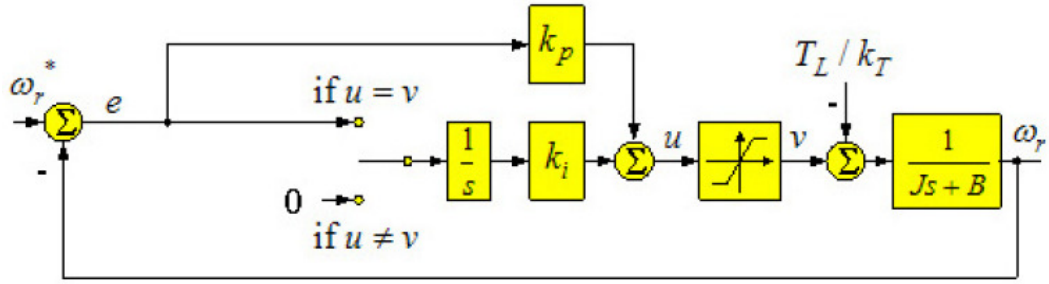 k_p
T_L / k_T
ω_r^*
e
if u = v
-
Σ
1/s
k_i
Σ
u
v
Σ
1/(Js + B)
ω_r
-
0
if u ≠ v